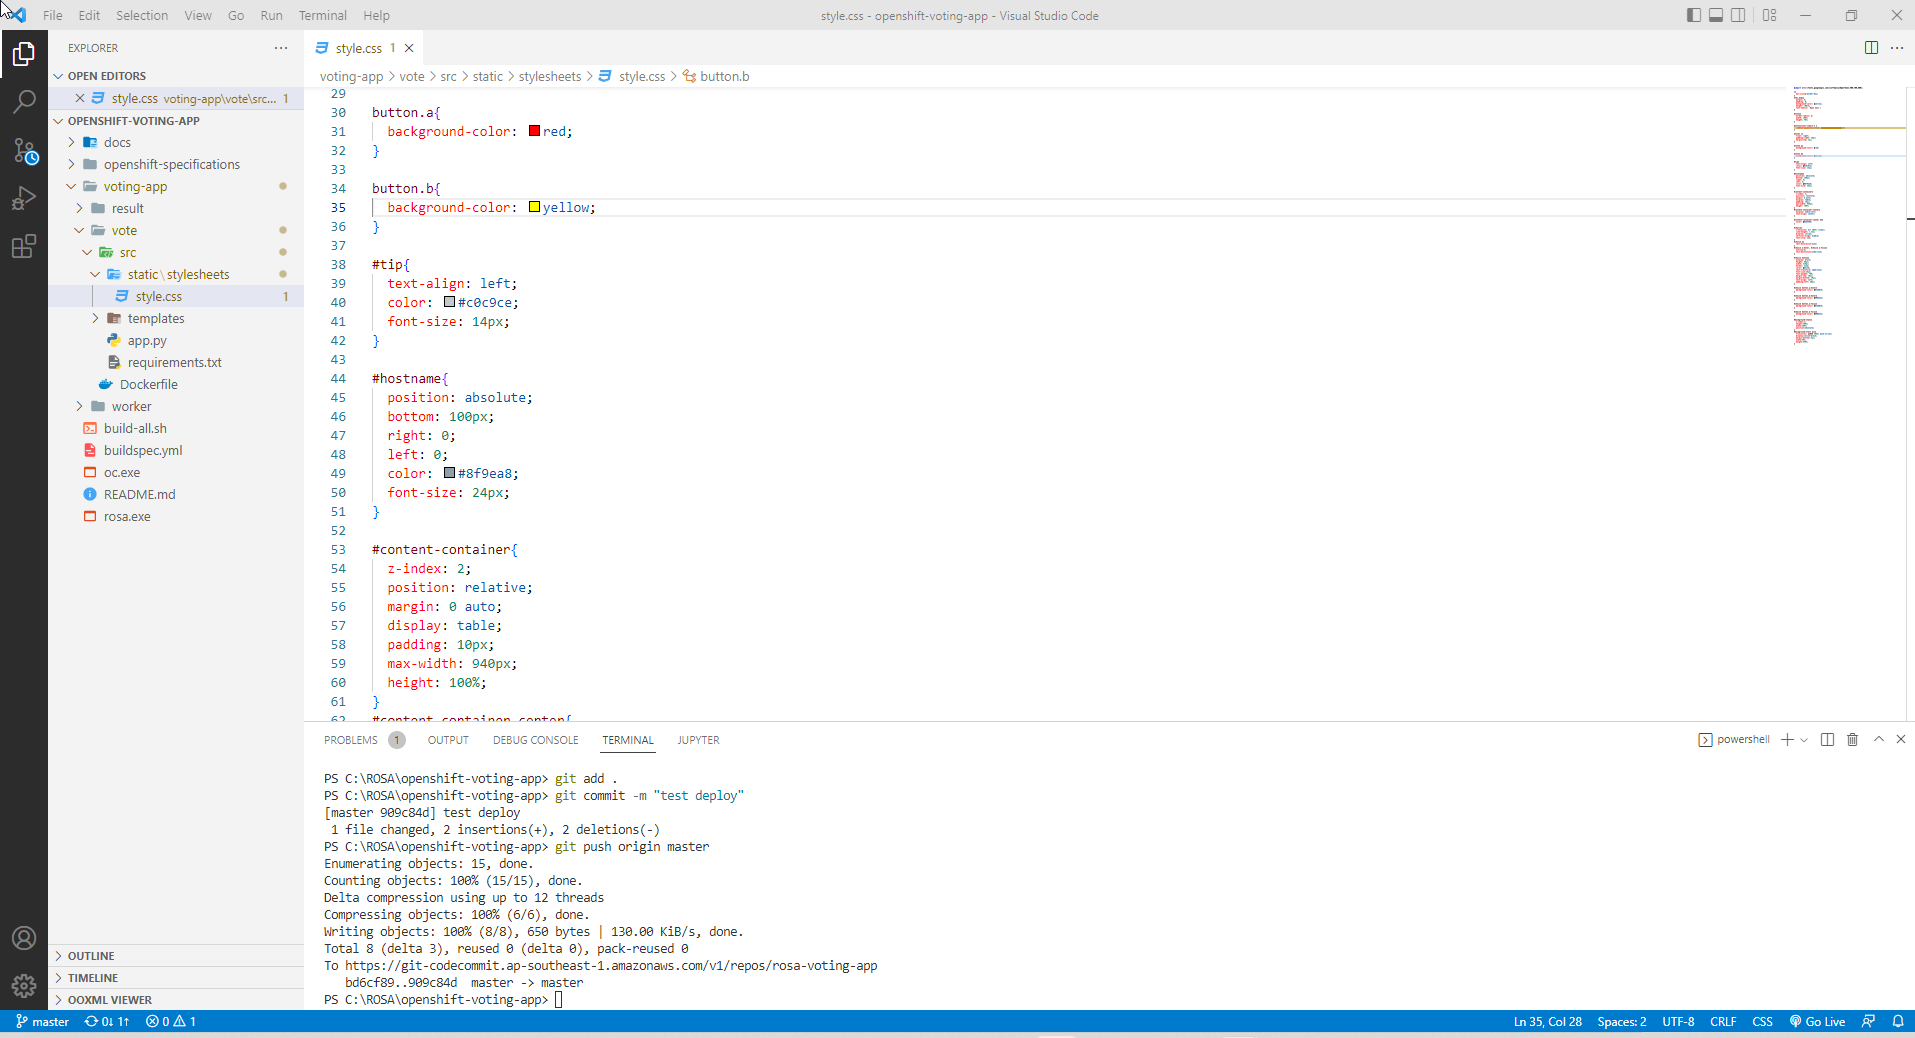 File Edit Selection View Go Run Terminal Help
style.css - openshift-voting-app - Visual Studio Code
EXPLORER
OPEN EDITORS
style.css voting-app\vote\src... 1
OPENSHIFT-VOTING-APP
docs
openshift-specifications
voting-app
result
vote
src
static\stylesheets
style.css 1
templates
app.py
requirements.txt
Dockerfile
worker
build-all.sh
buildspec.yml
oc.exe
README.md
rosa.exe
OUTLINE
TIMELINE
OOXML VIEWER
style.css 1
voting-app > vote > src > static > stylesheets > style.css > button.b
29
30 button.a{
31 background-color: red;
32 }
33
34 button.b{
35 background-color: yellow;
36 }
37
38 #tip{
39 text-align: left;
40 color: #c0c9ce;
41 font-size: 14px;
42 }
43
44 #hostname{
45 position: absolute;
46 bottom: 100px;
47 right: 0;
48 left: 0;
49 color: #8f9ea8;
50 font-size: 24px;
51 }
52
53 #content-container{
54 z-index: 2;
55 position: relative;
56 margin: 0 auto;
57 display: table;
58 padding: 10px;
59 max-width: 940px;
60 height: 100%;
61 }
62 #content-container-center{
PROBLEMS 1 OUTPUT DEBUG CONSOLE TERMINAL JUPYTER
powershell
PS C:\ROSA\openshift-voting-app> git add .
PS C:\ROSA\openshift-voting-app> git commit -m "test deploy"
[master 909c84d] test deploy
1 file changed, 2 insertions(+), 2 deletions(-)
PS C:\ROSA\openshift-voting-app> git push origin master
Enumerating objects: 15, done.
Counting objects: 100% (15/15), done.
Delta compression using up to 12 threads
Compressing objects: 100% (6/6), done.
Writing objects: 100% (8/8), 650 bytes | 130.00 KiB/s, done.
Total 8 (delta 3), reused 0 (delta 0), pack-reused 0
To https://git-codecommit.ap-southeast-1.amazonaws.com/v1/repos/rosa-voting-app
bd6cf89..909c84d master -> master
PS C:\ROSA\openshift-voting-app>
master 0↓ 1↑ 0 1
Ln 35, Col 28 Spaces: 2 UTF-8 CRLF CSS Go Live